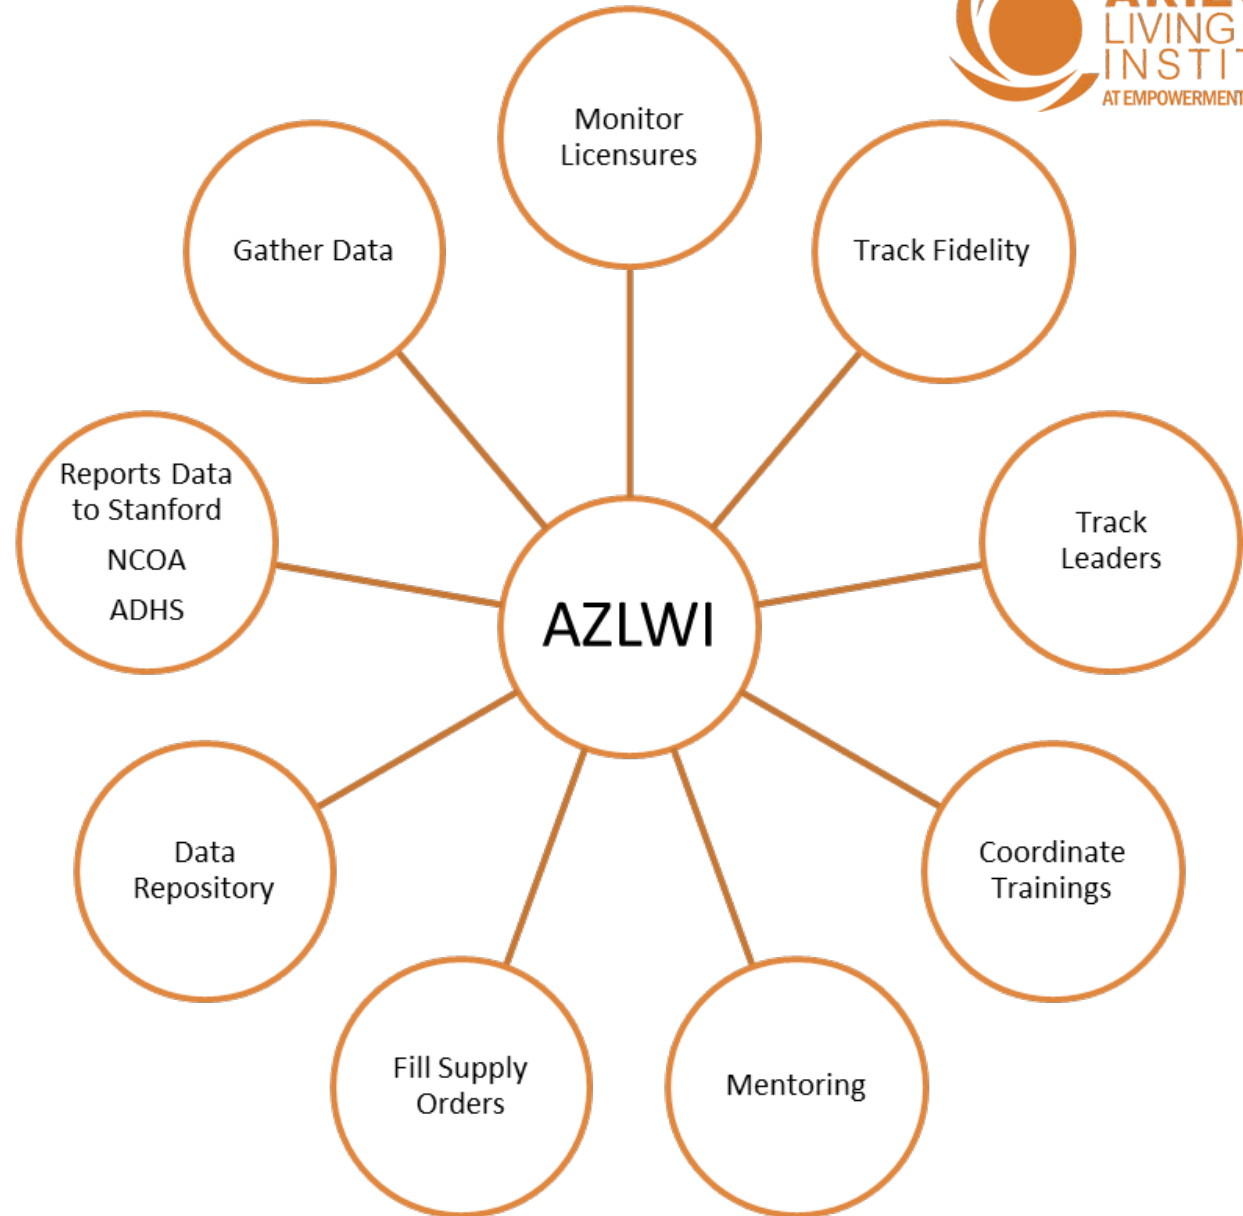 LIVING
AT EMPOWERMENT
Monitor
Licensures
Gather Data
Track Fidelity
Reports Data
to Stanford
NCOA
ADHS
Track
Leaders
AZLWI
Data
Repository
Coordinate
Trainings
Fill Supply
Orders
Mentoring